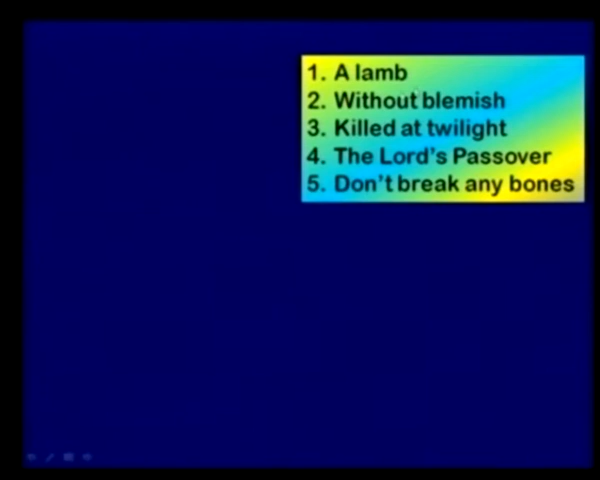 1. A lamb
2. Without blemish
3. Killed at twilight
4. The Lord's Passover
5. Don't break any bones